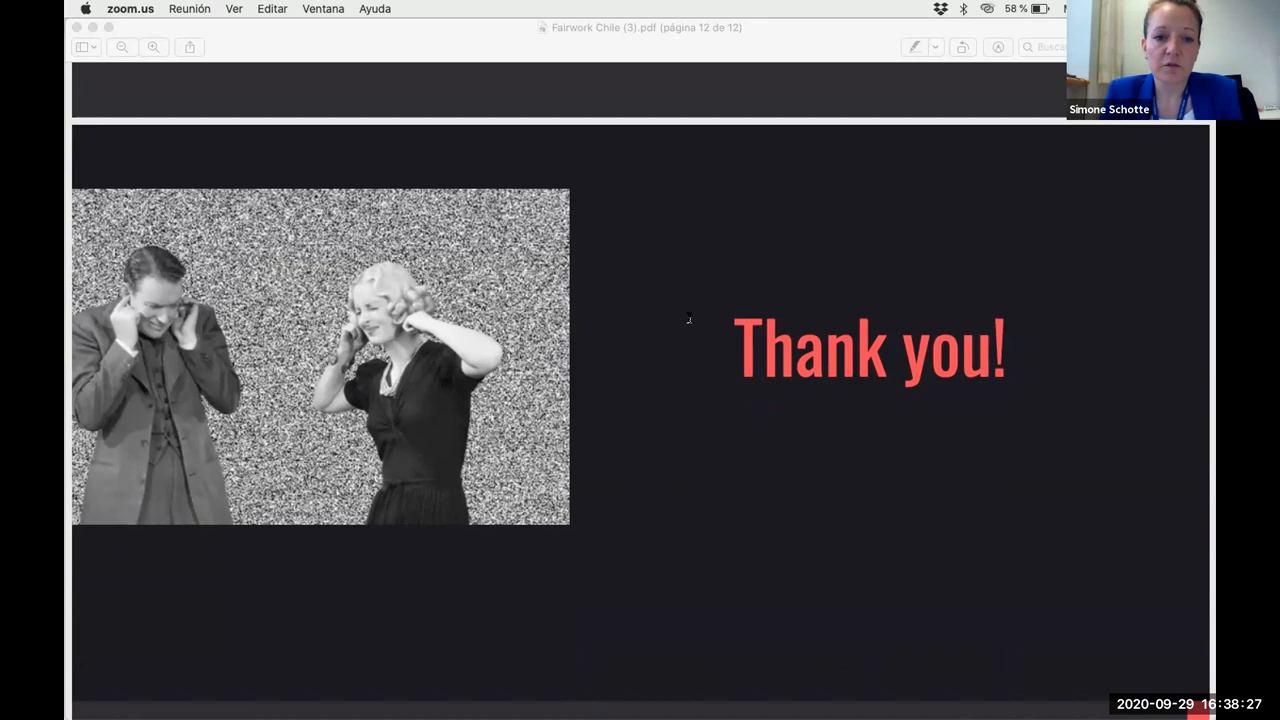 zoom.us Reunión Ver Editar Ventana Ayuda 58 %
Fairwork Chile (3).pdf (página 12 de 12)
Busca
Simone Schotte
Thank you!
2020-09-29 16:38:27